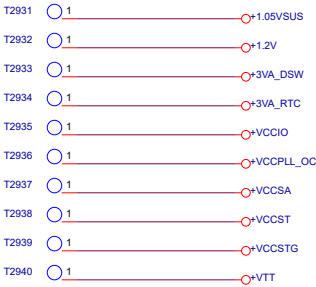 T2931 1 +1.05VSUS
T2932 1 +1.2V
T2933 1 +3VA_DSW
T2934 1 +3VA_RTC
T2935 1 +VCCIO
T2936 1 +VCCPLL_OC
T2937 1 +VCCSA
T2938 1 +VCCST
T2939 1 +VCCSTG
T2940 1 +VTT